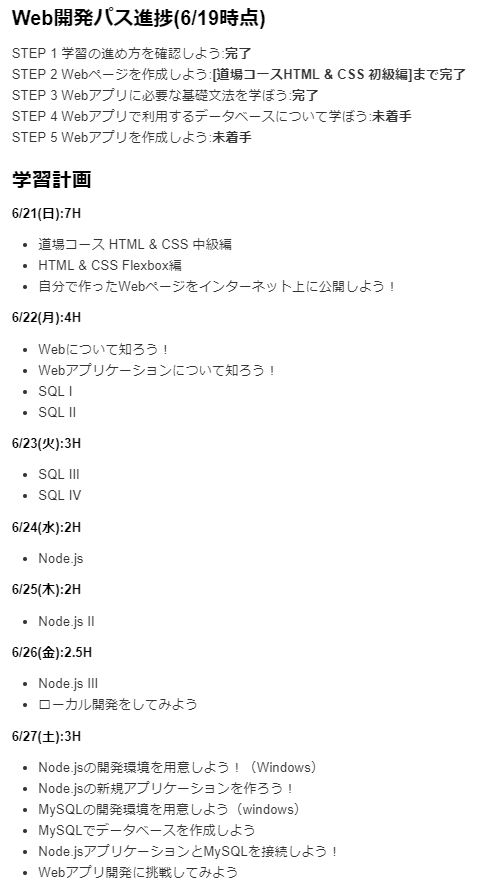 Web開発パス進捗(6/19時点)
STEP 1 学習の進め方を確認しよう:完了
STEP 2 Webページを作成しよう:[道場コースHTML & CSS 初級編]まで完了
STEP 3 Webアプリに必要な基礎文法を学ぼう:完了
STEP 4 Webアプリで利用するデータベースについて学ぼう:未着手
STEP 5 Webアプリを作成しよう:未着手
学習計画
6/21(日):7H
• 道場コース HTML & CSS 中級編
• HTML & CSS Flexbox編
• 自分で作ったWebページをインターネット上に公開しよう！
6/22(月):4H
• Webについて知ろう！
• Webアプリケーションについて知ろう！
• SQL I
• SQL II
6/23(火):3H
• SQL III
• SQL IV
6/24(水):2H
• Node.js
6/25(木):2H
• Node.js II
6/26(金):2.5H
• Node.js III
• ローカル開発をしてみよう
6/27(土):3H
• Node.jsの開発環境を用意しよう！（Windows）
• Node.jsの新規アプリケーションを作ろう！
• MySQLの開発環境を用意しよう（windows）
• MySQLでデータベースを作成しよう
• Node.jsアプリケーションとMySQLを接続しよう！
• Webアプリ開発に挑戦してみよう